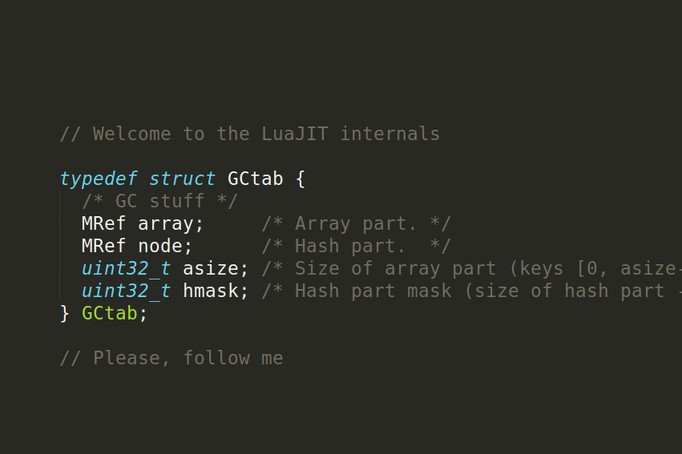 // Welcome to the LuaJIT internals
typedef struct GCtab {
/* GC stuff */
MRef array; /* Array part. */
MRef node; /* Hash part. */
uint32_t asize; /* Size of array part (keys [0, asize-
uint32_t hmask; /* Hash part mask (size of hash part -
} GCtab;
// Please, follow me